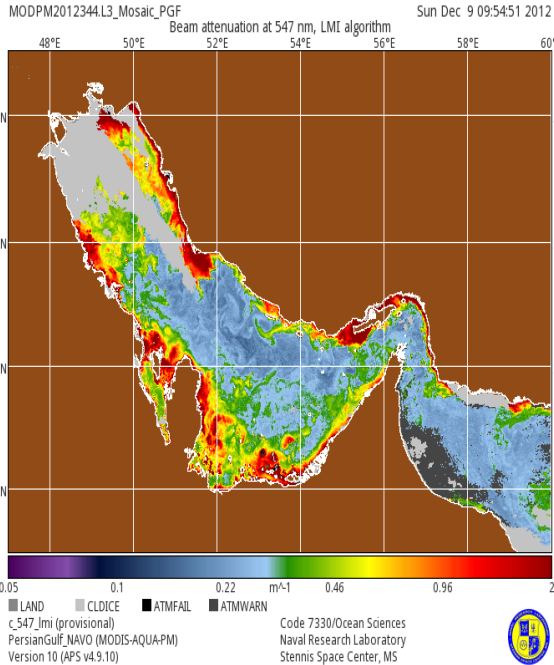 MODPM2012344.L3_Mosaic_PGF Sun Dec 9 09:54:51 2012
Beam attenuation at 547 nm, LMI algorithm
48°E 50°E 52°E 54°E 56°E 58°E 60°
N
N
N
N
0.05 0.1 0.22 m^-1 0.46 0.96 2
LAND CLDICE ATMFAIL ATMWARN
c_547_lmi (provisional) Code 7330/Ocean Sciences
PersianGulf_NAVO (MODIS-AQUA-PM) Naval Research Laboratory
Version 10 (APS v4.9.10) Stennis Space Center, MS